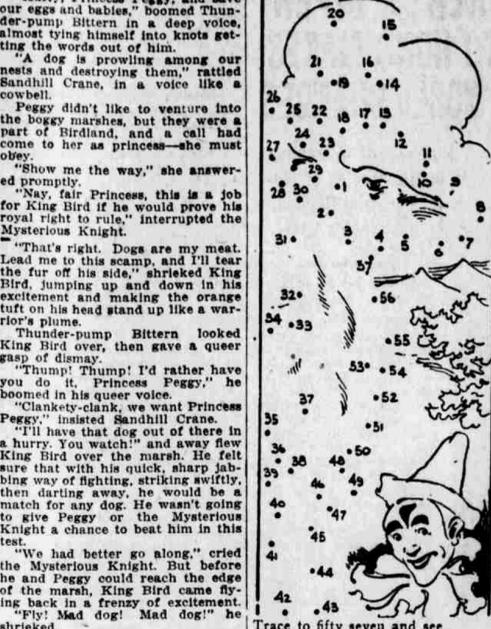 our eggs and babies," boomed Thun-
der-pump Bittern in a deep voice,
almost tying himself into knots get-
ting the words out of him.
"A dog is prowling among our
nests and destroying them," rattled
Sandhill Crane, in a voice like a
cowbell.
Peggy didn't like to venture into
the boggy marshes, but they were a
part of Birdland, and a call had
come to her as princess—she must
obey.
"Show me the way," she answer-
ed promptly.
"Nay, fair Princess, this is a job
for King Bird if he would prove his
royal right to rule," interrupted the
Mysterious Knight.
"That's right. Dogs are my meat.
Lead me to this scamp, and I'll tear
the fur off his side," shrieked King
Bird, jumping up and down in his
excitement and making the orange
tuft on his head stand up like a war-
rior's plume.
Thunder-pump Bittern looked
King Bird over, then gave a queer
gasp of dismay.
"Thump! Thump! I'd rather have
you do it, Princess Peggy," he
boomed in his queer voice.
"Clankety-clank, we want Princess
Peggy," insisted Sandhill Crane.
"I'll have that dog out of there in
a hurry. You watch!" and away flew
King Bird over the marsh. He felt
sure that with his quick, sharp jab-
bing way of fighting, striking swiftly,
then darting away, he would be a
match for any dog. He wasn't going
to give Peggy or the Mysterious
Knight a chance to beat him in this
test.
"We had better go along," cried
the Mysterious Knight. But before
he and Peggy could reach the edge
of the marsh, King Bird came fly-
ing back in a frenzy of excitement.
"Fly! Mad dog! Mad dog!" he
shrieked.
20
15
21 16
19 14
26
25 22 18 17 13
24 12
27 23 11
29 10 9
28 30 1
2 8
31 3 4 5 6 7
37
32 56
34 33
55
53 54
37 52
35 51
36 50
39 38 48
46 49
40 47
45
41
44
42 43
Trace to fifty seven and see